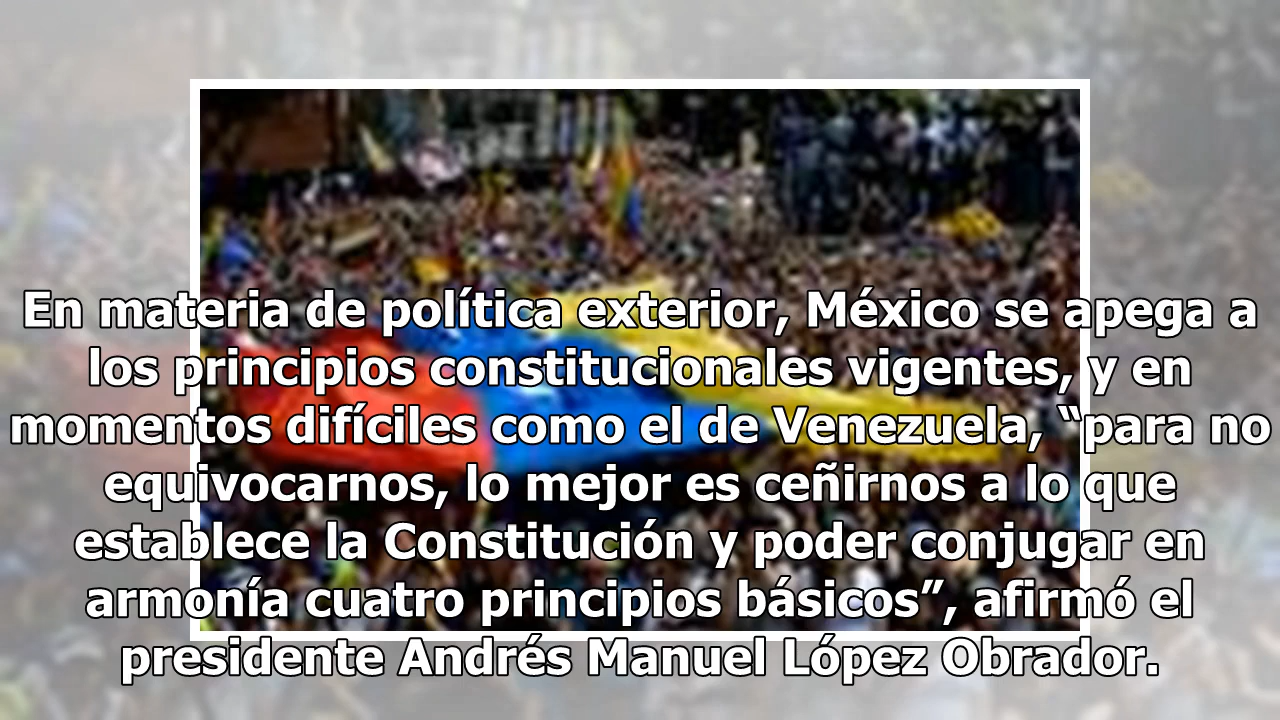 En materia de política exterior, México se apega a
los principios constitucionales vigentes, y en
momentos difíciles como el de Venezuela, “para no
equivocarnos, lo mejor es ceñirnos a lo que
establece la Constitución y poder conjugar en
armonía cuatro principios básicos”, afirmó el
presidente Andrés Manuel López Obrador.